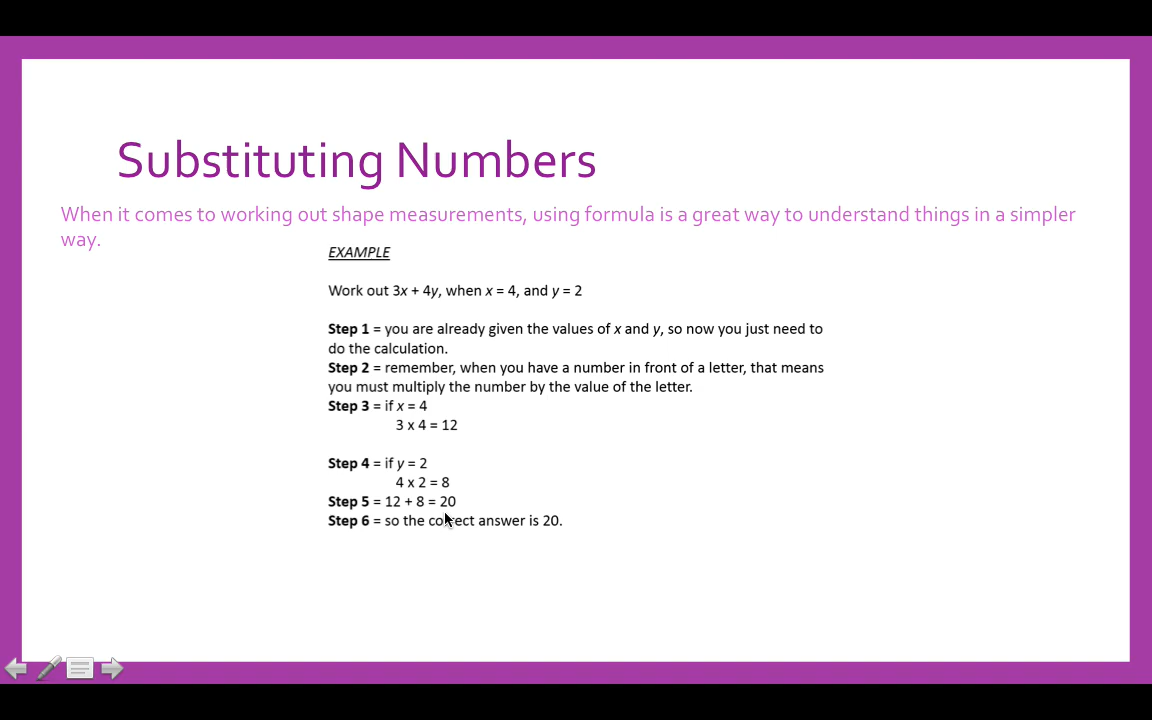 Substituting Numbers
When it comes to working out shape measurements, using formula is a great way to understand things in a simpler
way.
EXAMPLE
Work out 3x + 4y, when x = 4, and y = 2
Step 1 = you are already given the values of x and y, so now you just need to
do the calculation.
Step 2 = remember, when you have a number in front of a letter, that means
you must multiply the number by the value of the letter.
Step 3 = if x = 4
3 x 4 = 12
Step 4 = if y = 2
4 x 2 = 8
Step 5 = 12 + 8 = 20
Step 6 = so the correct answer is 20.